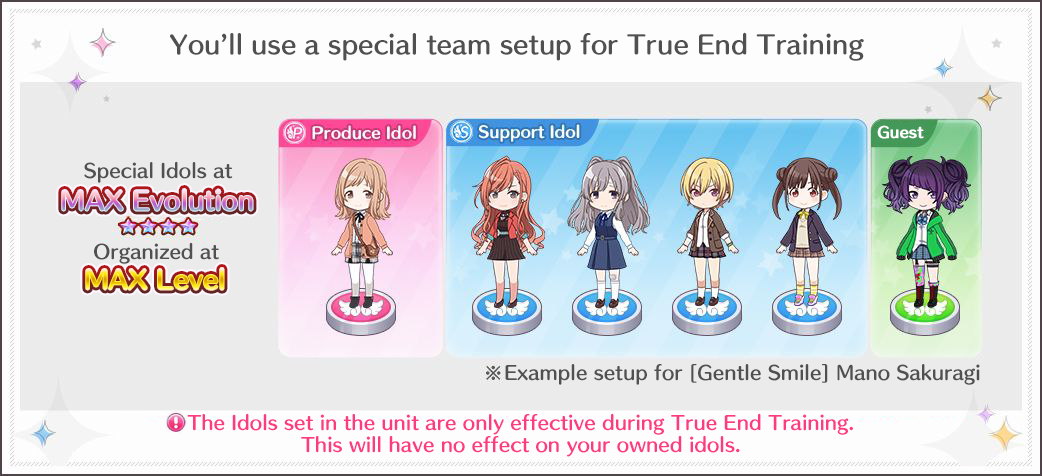 You'll use a special team setup for True End Training
Special Idols at
MAX Evolution
Organized at
MAX Level
P Produce Idol
S Support Idol
Guest
※Example setup for [Gentle Smile] Mano Sakuragi
!The Idols set in the unit are only effective during True End Training.
This will have no effect on your owned idols.